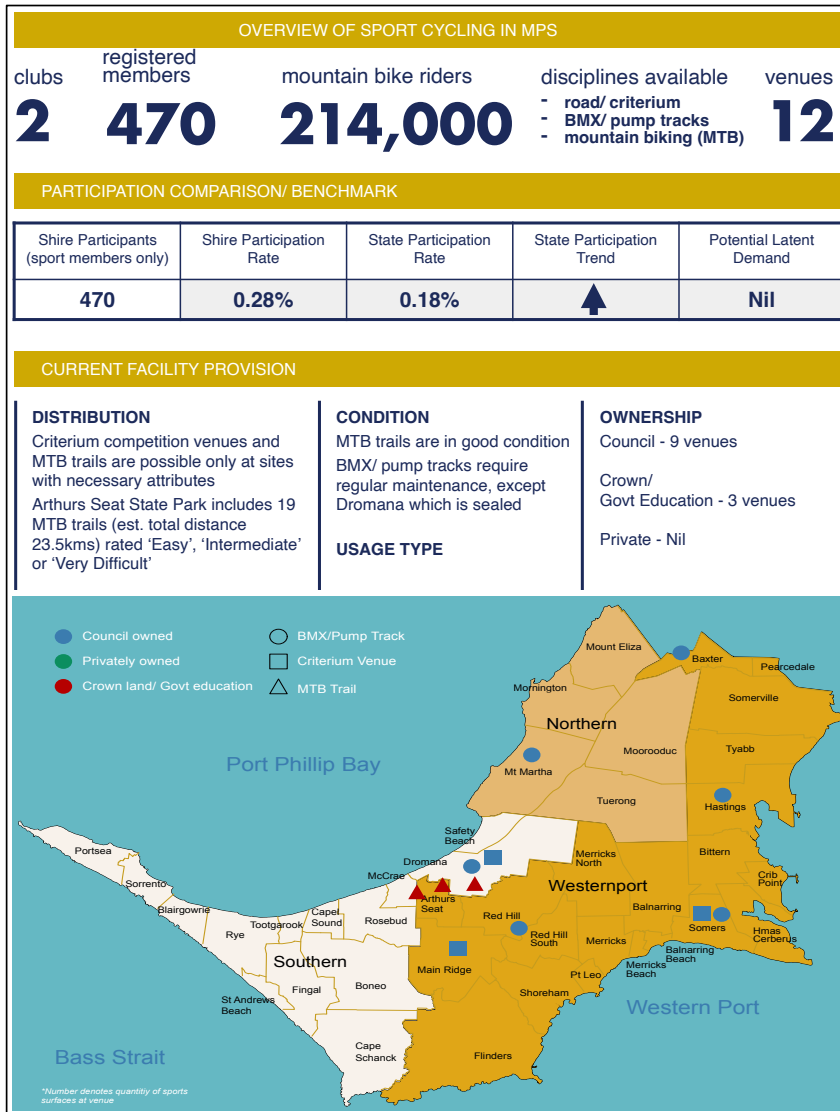 OVERVIEW OF SPORT CYCLING IN MPS
clubs
2
registered
members
470
mountain bike riders
214,000
disciplines available
- road/ criterium
- BMX/ pump tracks
- mountain biking (MTB)
venues
12
PARTICIPATION COMPARISON/ BENCHMARK
Shire Participants
(sport members only)
Shire Participation
Rate
State Participation
Rate
State Participation
Trend
Potential Latent
Demand
470
0.28%
0.18%
Nil
CURRENT FACILITY PROVISION
DISTRIBUTION
Criterium competition venues and
MTB trails are possible only at sites
with necessary attributes
Arthurs Seat State Park includes 19
MTB trails (est. total distance
23.5kms) rated ‘Easy’, ‘Intermediate’
or ‘Very Difficult’
CONDITION
MTB trails are in good condition
BMX/ pump tracks require
regular maintenance, except
Dromana which is sealed
USAGE TYPE
OWNERSHIP
Council - 9 venues
Crown/
Govt Education - 3 venues
Private - Nil
Council owned
Privately owned
Crown land/ Govt education
BMX/Pump Track
Criterium Venue
MTB Trail
Mount Eliza
Baxter
Pearcedale
Mornington
Somerville
Northern
Moorooduc
Tyabb
Port Phillip Bay
Mt Martha
Tuerong
Hastings
Safety
Beach
Portsea
Dromana
Merricks
North
Bittern
Sorrento
McCrae
Arthurs
Seat
Westernport
Crib
Point
Blairgowrie
Capel
Sound
Red Hill
Balnarring
Rye
Tootgarook
Rosebud
Red Hill
South
Merricks
Somers
Hmas
Cerberus
Southern
Main Ridge
Balnarring
Beach
Merricks
Beach
Pt Leo
Fingal
Boneo
Shoreham
St Andrews
Beach
Western Port
Cape
Schanck
Flinders
Bass Strait
*Number denotes quantitiy of sports
surfaces at venue